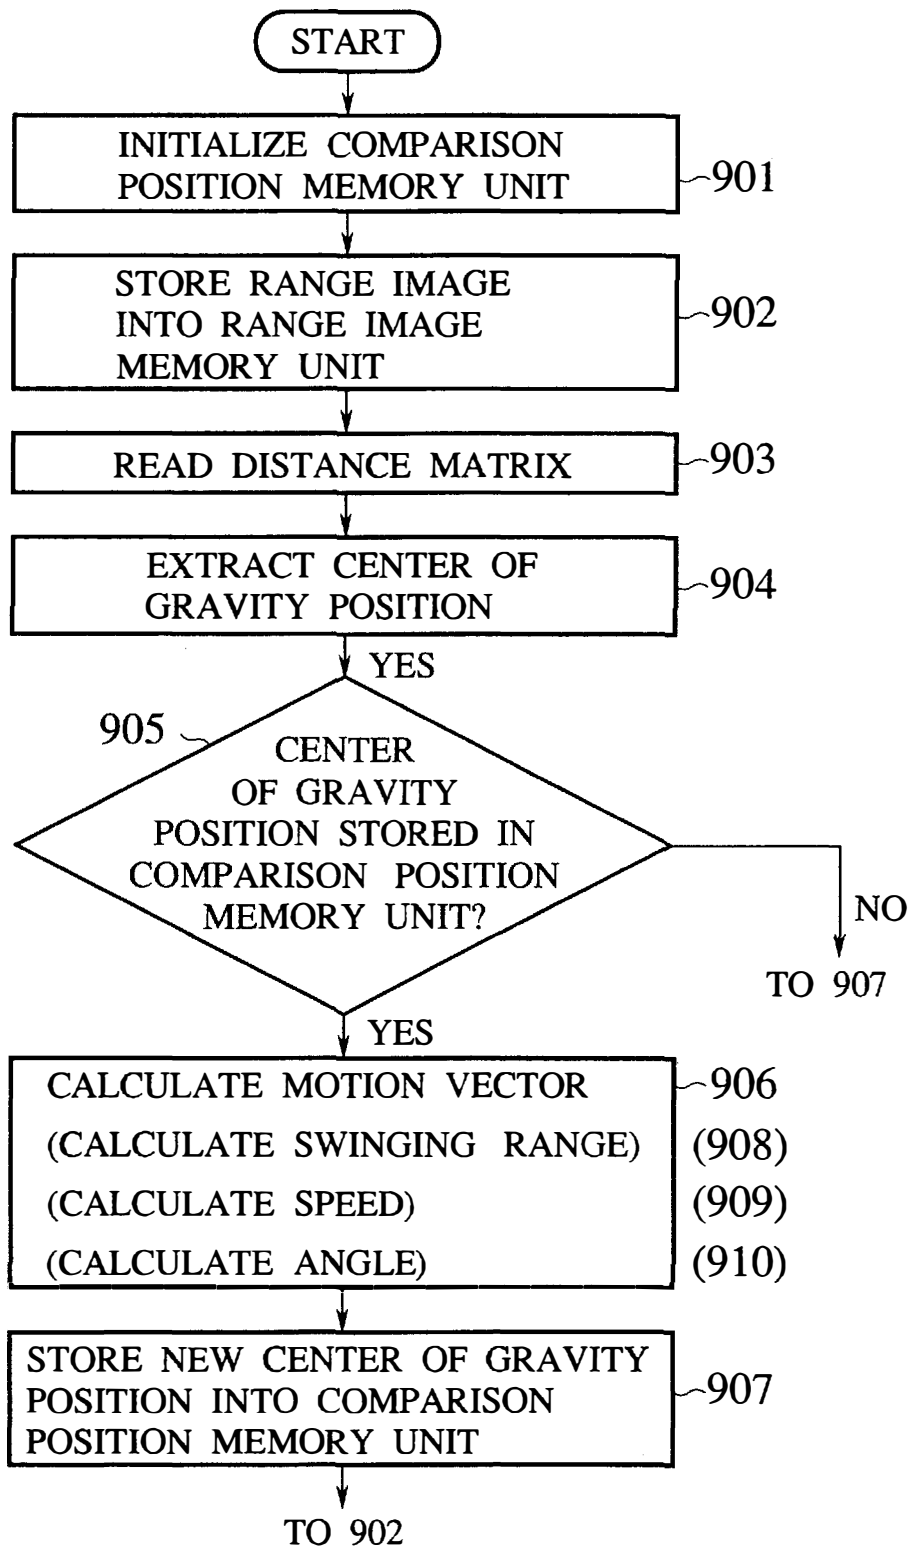 START
INITIALIZE COMPARISON
POSITION MEMORY UNIT
901
STORE RANGE IMAGE
INTO RANGE IMAGE
MEMORY UNIT
902
READ DISTANCE MATRIX
903
EXTRACT CENTER OF
GRAVITY POSITION
904
YES
905
CENTER
OF GRAVITY
POSITION STORED IN
COMPARISON POSITION
MEMORY UNIT?
NO
TO 907
YES
CALCULATE MOTION VECTOR
906
(CALCULATE SWINGING RANGE)
(908)
(CALCULATE SPEED)
(909)
(CALCULATE ANGLE)
(910)
STORE NEW CENTER OF GRAVITY
POSITION INTO COMPARISON
POSITION MEMORY UNIT
907
TO 902